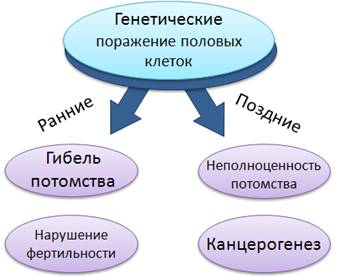 Генетические
поражение половых
клеток
Ранние
Поздние
Гибель
потомства
Неполноценность
потомства
Нарушение
фертильности
Канцерогенез